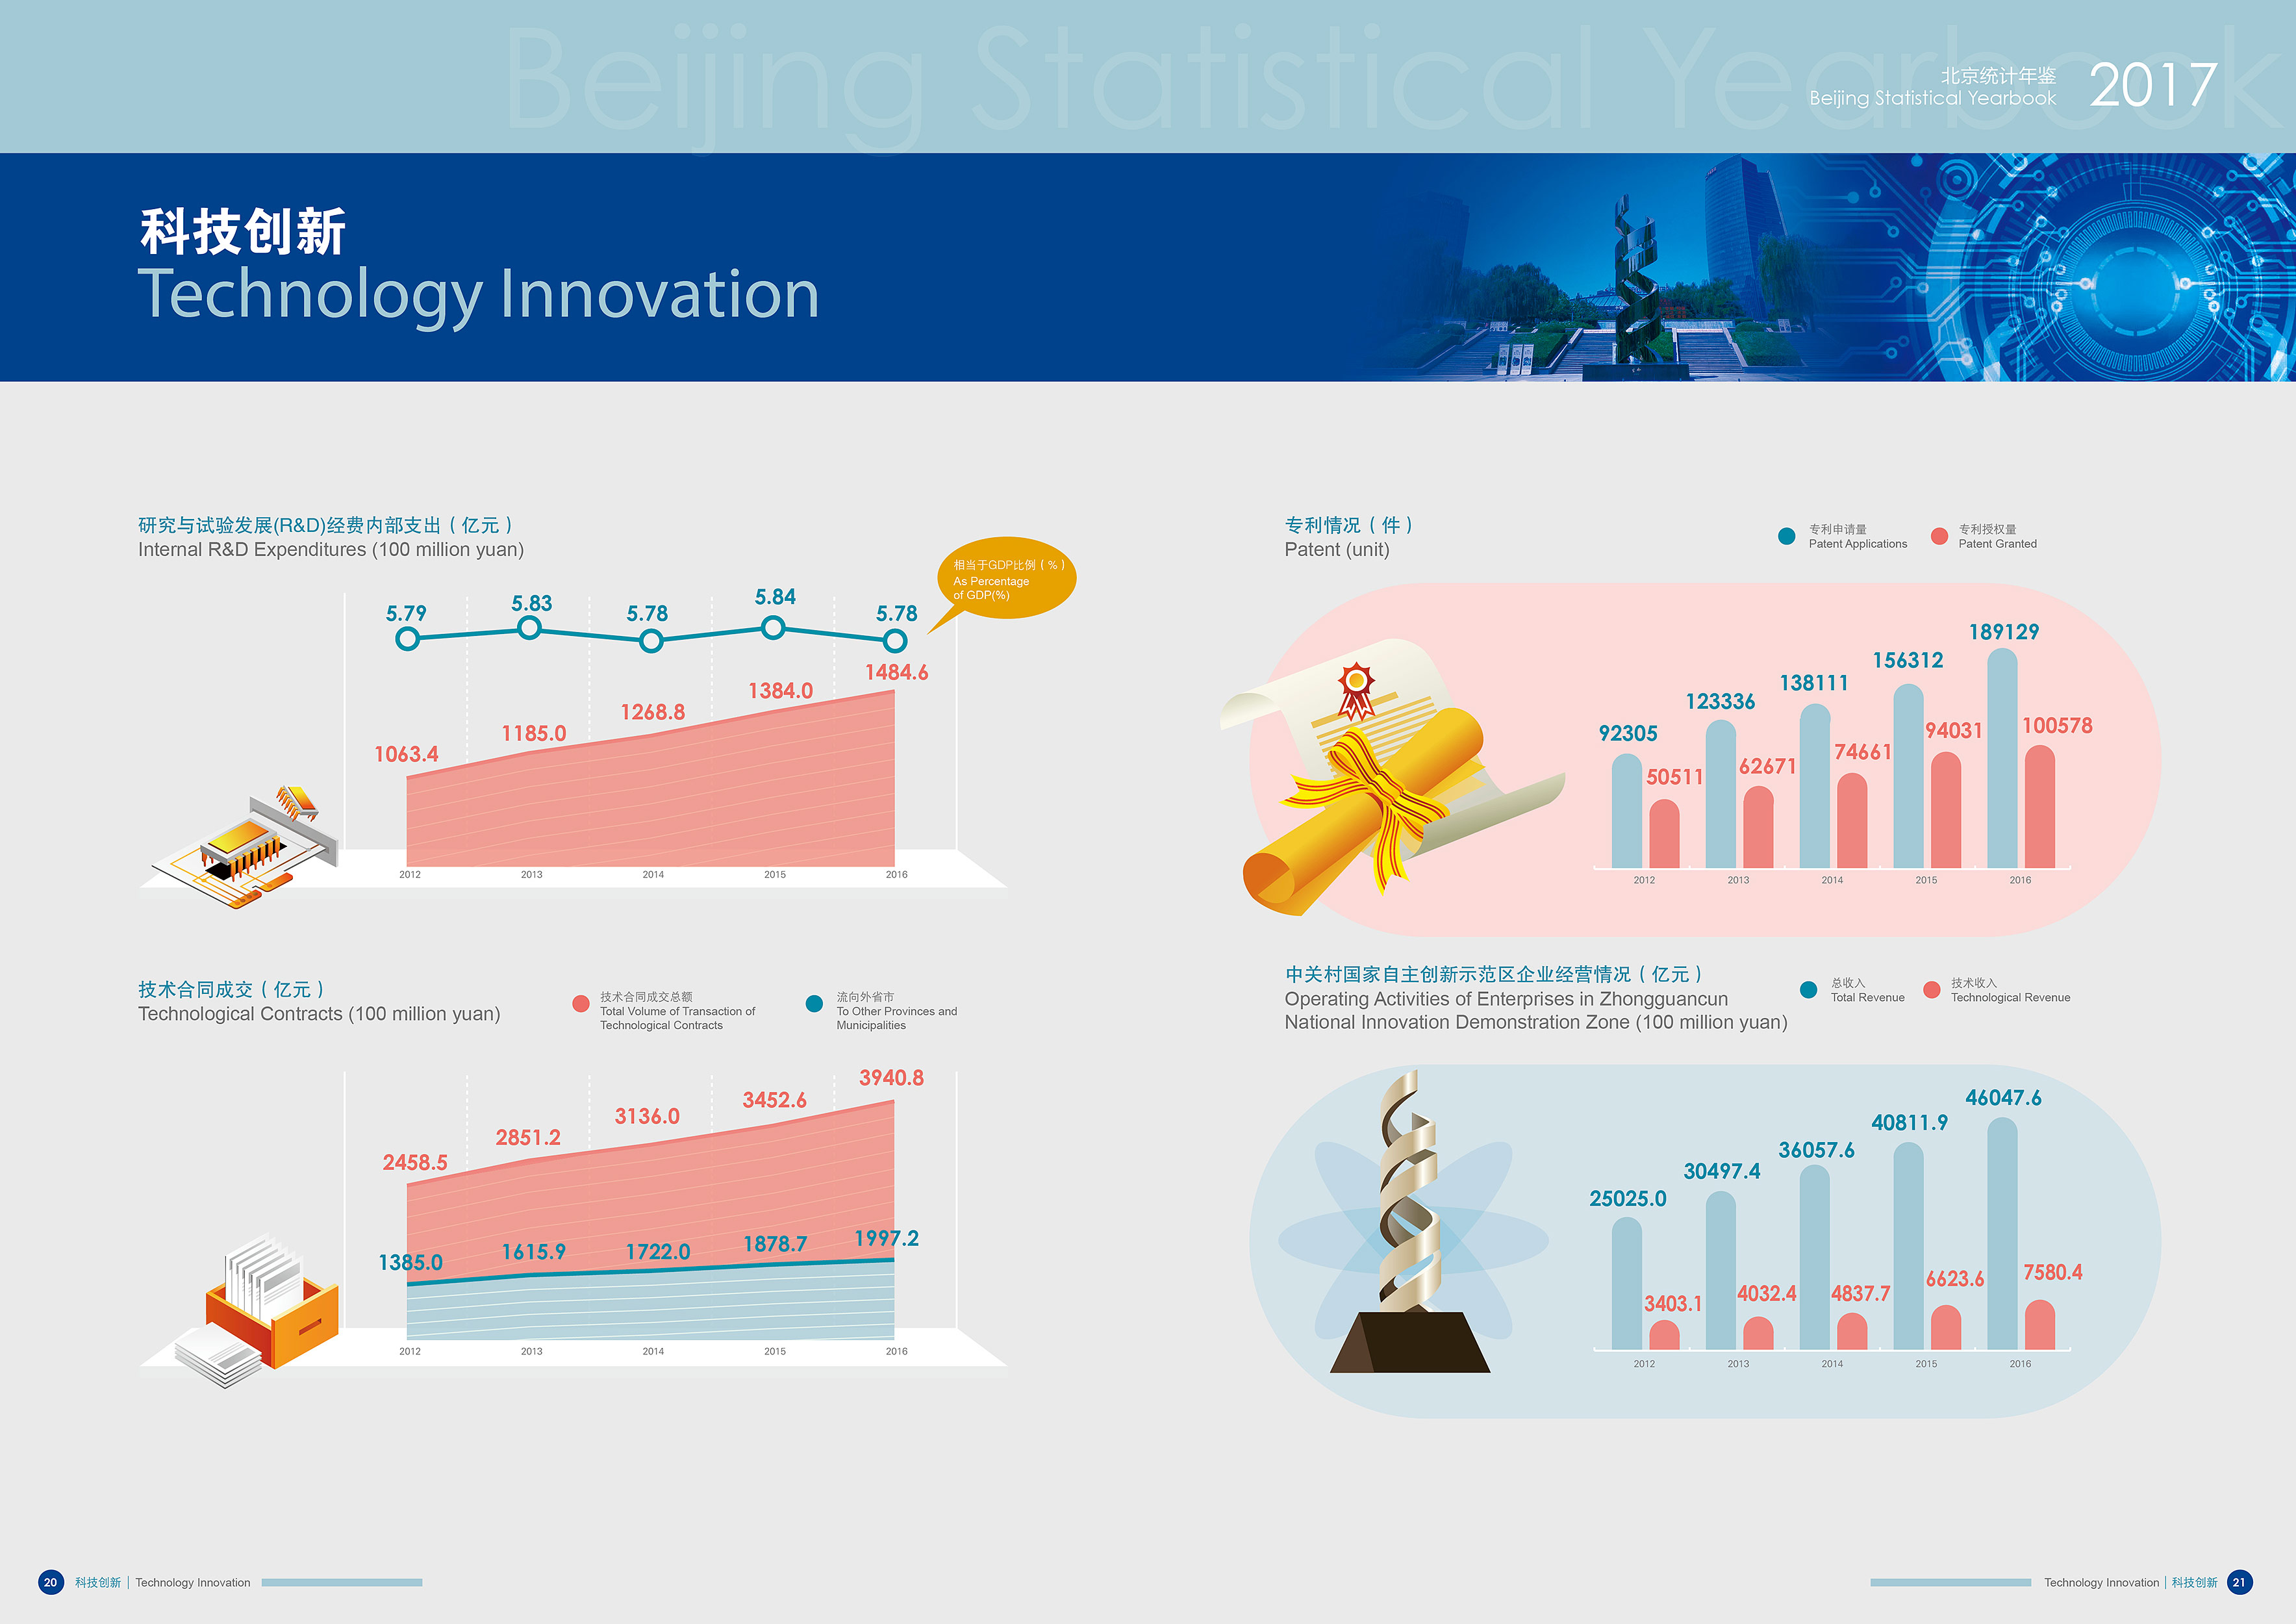 Beijing Statistical Yearbook
北京统计年鉴
Beijing Statistical Yearbook
2017
科技创新
Technology Innovation
研究与试验发展(R&D)经费内部支出（亿元）
Internal R&D Expenditures (100 million yuan)
相当于GDP比例（%）
As Percentage
of GDP(%)
5.79 5.83 5.78 5.84 5.78
1063.4 1185.0 1268.8 1384.0 1484.6
2012 2013 2014 2015 2016
技术合同成交（亿元）
Technological Contracts (100 million yuan)
技术合同成交总额
Total Volume of Transaction of
Technological Contracts
流向外省市
To Other Provinces and
Municipalities
2458.5 2851.2 3136.0 3452.6 3940.8
1385.0 1615.9 1722.0 1878.7 1997.2
2012 2013 2014 2015 2016
专利情况（件）
Patent (unit)
专利申请量
Patent Applications
专利授权量
Patent Granted
92305 123336 138111 156312 189129
50511 62671 74661 94031 100578
2012 2013 2014 2015 2016
中关村国家自主创新示范区企业经营情况（亿元）
Operating Activities of Enterprises in Zhongguancun
National Innovation Demonstration Zone (100 million yuan)
总收入
Total Revenue
技术收入
Technological Revenue
25025.0 30497.4 36057.6 40811.9 46047.6
3403.1 4032.4 4837.7 6623.6 7580.4
2012 2013 2014 2015 2016
20 科技创新 | Technology Innovation
Technology Innovation | 科技创新 21